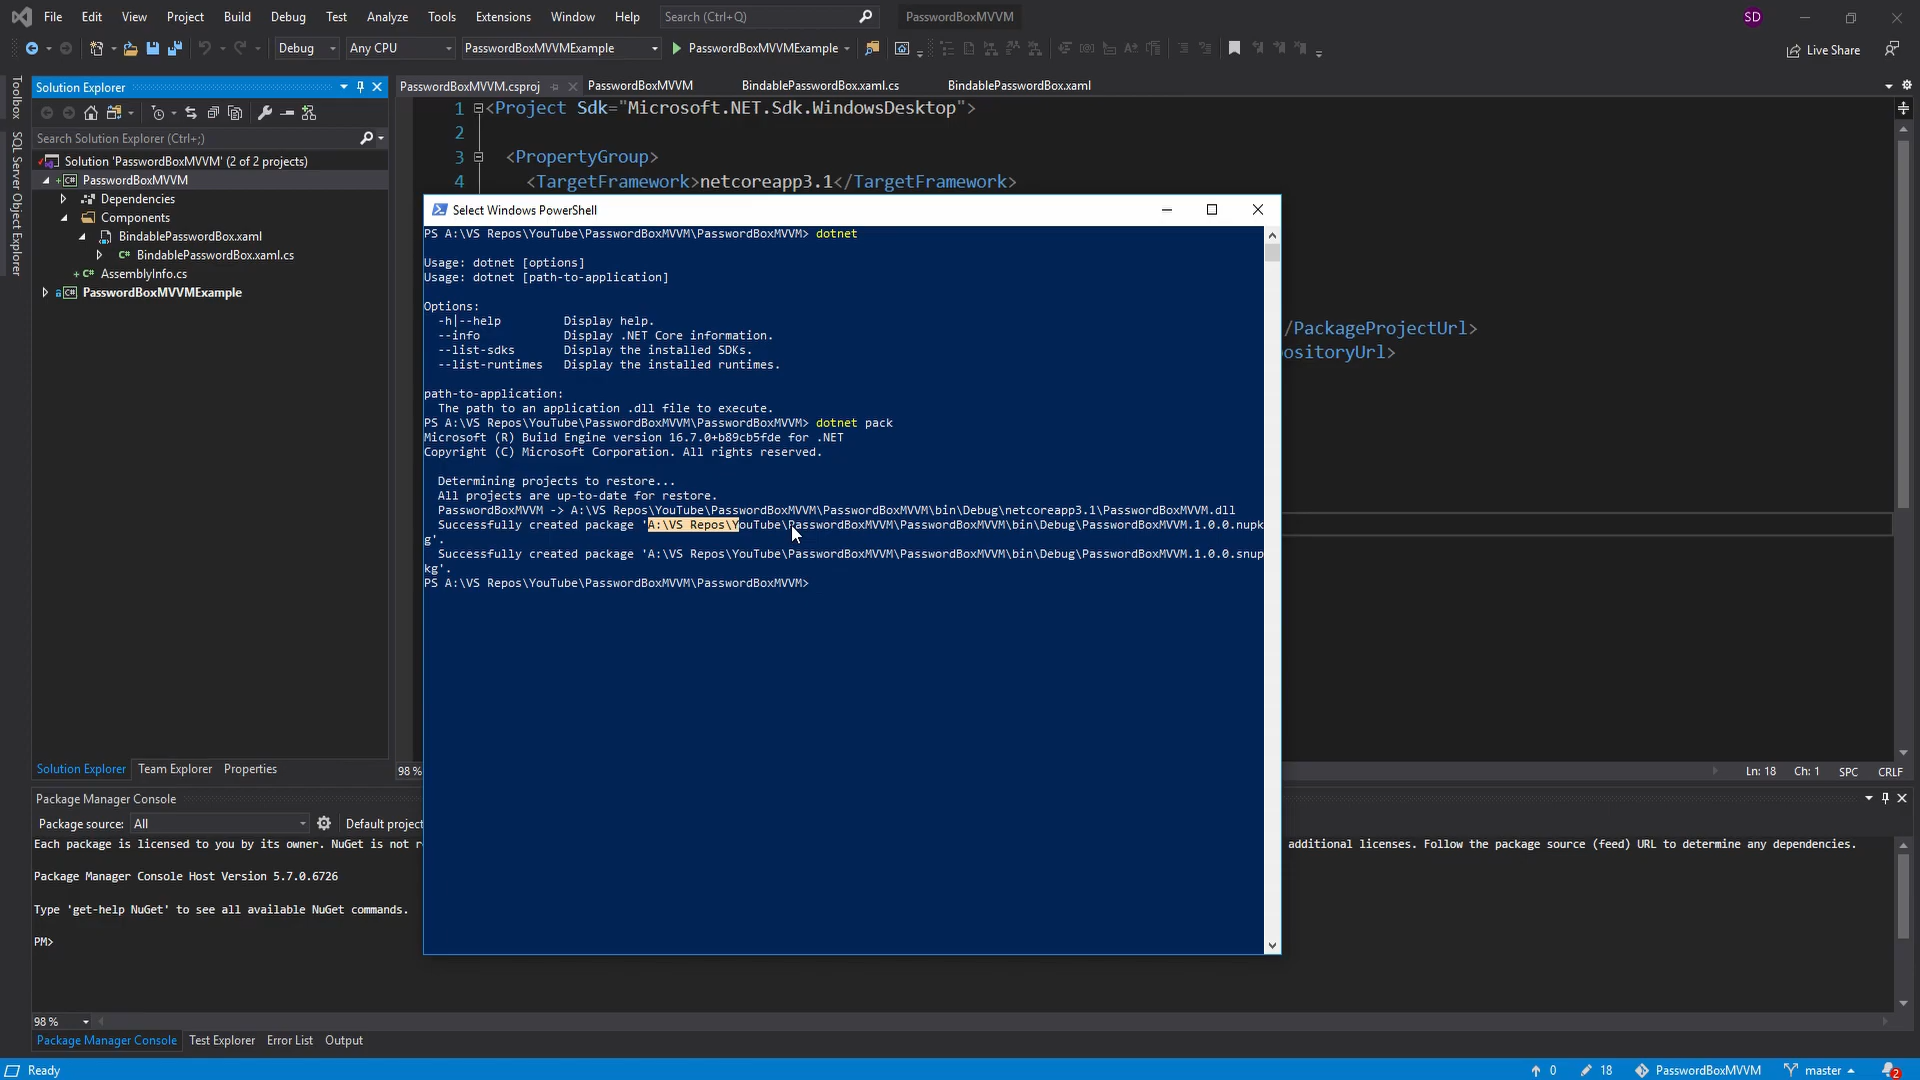 File Edit View Project Build Debug Test Analyze Tools Extensions Window Help Search (Ctrl+Q) PasswordBoxMVVM SD
Debug Any CPU PasswordBoxMVVMExample PasswordBoxMVVMExample Live Share
Toolbox
SQL Server Object Explorer
Solution Explorer
Search Solution Explorer (Ctrl+;)
Solution 'PasswordBoxMVVM' (2 of 2 projects)
PasswordBoxMVVM
Dependencies
Components
BindablePasswordBox.xaml
BindablePasswordBox.xaml.cs
AssemblyInfo.cs
PasswordBoxMVVMExample
Solution Explorer Team Explorer Properties
PasswordBoxMVVM.csproj PasswordBoxMVVM BindablePasswordBox.xaml.cs BindablePasswordBox.xaml
1 <Project Sdk="Microsoft.NET.Sdk.WindowsDesktop">
2
3 <PropertyGroup>
4 <TargetFramework>netcoreapp3.1</TargetFramework>
/PackageProjectUrl>
ositoryUrl>
Select Windows PowerShell
PS A:\VS Repos\YouTube\PasswordBoxMVVM\PasswordBoxMVVM> dotnet
Usage: dotnet [options]
Usage: dotnet [path-to-application]
Options:
-h|--help Display help.
--info Display .NET Core information.
--list-sdks Display the installed SDKs.
--list-runtimes Display the installed runtimes.
path-to-application:
The path to an application .dll file to execute.
PS A:\VS Repos\YouTube\PasswordBoxMVVM\PasswordBoxMVVM> dotnet pack
Microsoft (R) Build Engine version 16.7.0+b89cb5fde for .NET
Copyright (C) Microsoft Corporation. All rights reserved.
Determining projects to restore...
All projects are up-to-date for restore.
PasswordBoxMVVM -> A:\VS Repos\YouTube\PasswordBoxMVVM\PasswordBoxMVVM\bin\Debug\netcoreapp3.1\PasswordBoxMVVM.dll
Successfully created package 'A:\VS Repos\YouTube\PasswordBoxMVVM\PasswordBoxMVVM\bin\Debug\PasswordBoxMVVM.1.0.0.nupk
g'.
Successfully created package 'A:\VS Repos\YouTube\PasswordBoxMVVM\PasswordBoxMVVM\bin\Debug\PasswordBoxMVVM.1.0.0.snup
kg'.
PS A:\VS Repos\YouTube\PasswordBoxMVVM\PasswordBoxMVVM>
98 % Ln: 18 Ch: 1 SPC CRLF
Package Manager Console
Package source: All Default project
Each package is licensed to you by its owner. NuGet is not r additional licenses. Follow the package source (feed) URL to determine any dependencies.
Package Manager Console Host Version 5.7.0.6726
Type 'get-help NuGet' to see all available NuGet commands.
PM>
98 %
Package Manager Console Test Explorer Error List Output
Ready 0 18 PasswordBoxMVVM master 2